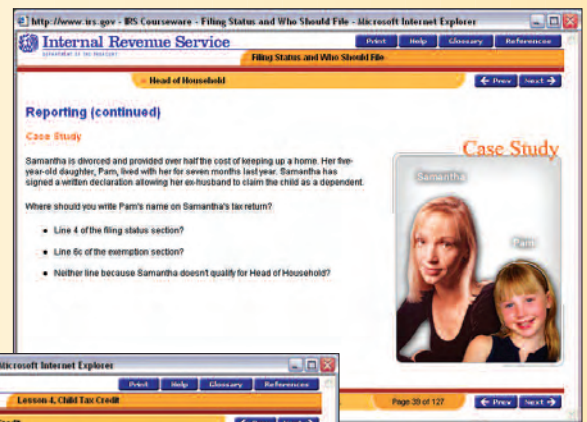 http://www.irs.gov - IRS Courseware - Filing Status and Who Should File - Microsoft Internet Explorer
Internal Revenue Service
Print Help Glossary References
DEPARTMENT OF THE TREASURY
Filing Status and Who Should File
Head of Household
Prev Next
Reporting (continued)
Case Study
Samantha is divorced and provided over half the cost of keeping up a home. Her five-
year-old daughter, Pam, lived with her for seven months last year. Samantha has
signed a written declaration allowing her ex-husband to claim the child as a dependent.
Where should you write Pam's name on Samantha's tax return?
• Line 4 of the filing status section?
• Line 6c of the exemption section?
• Neither line because Samantha doesn't qualify for Head of Household?
Case Study
Samantha
Pam
Page 39 of 127
Prev Next
Microsoft Internet Explorer
Print Help Glossary References
Lesson 4, Child Tax Credit